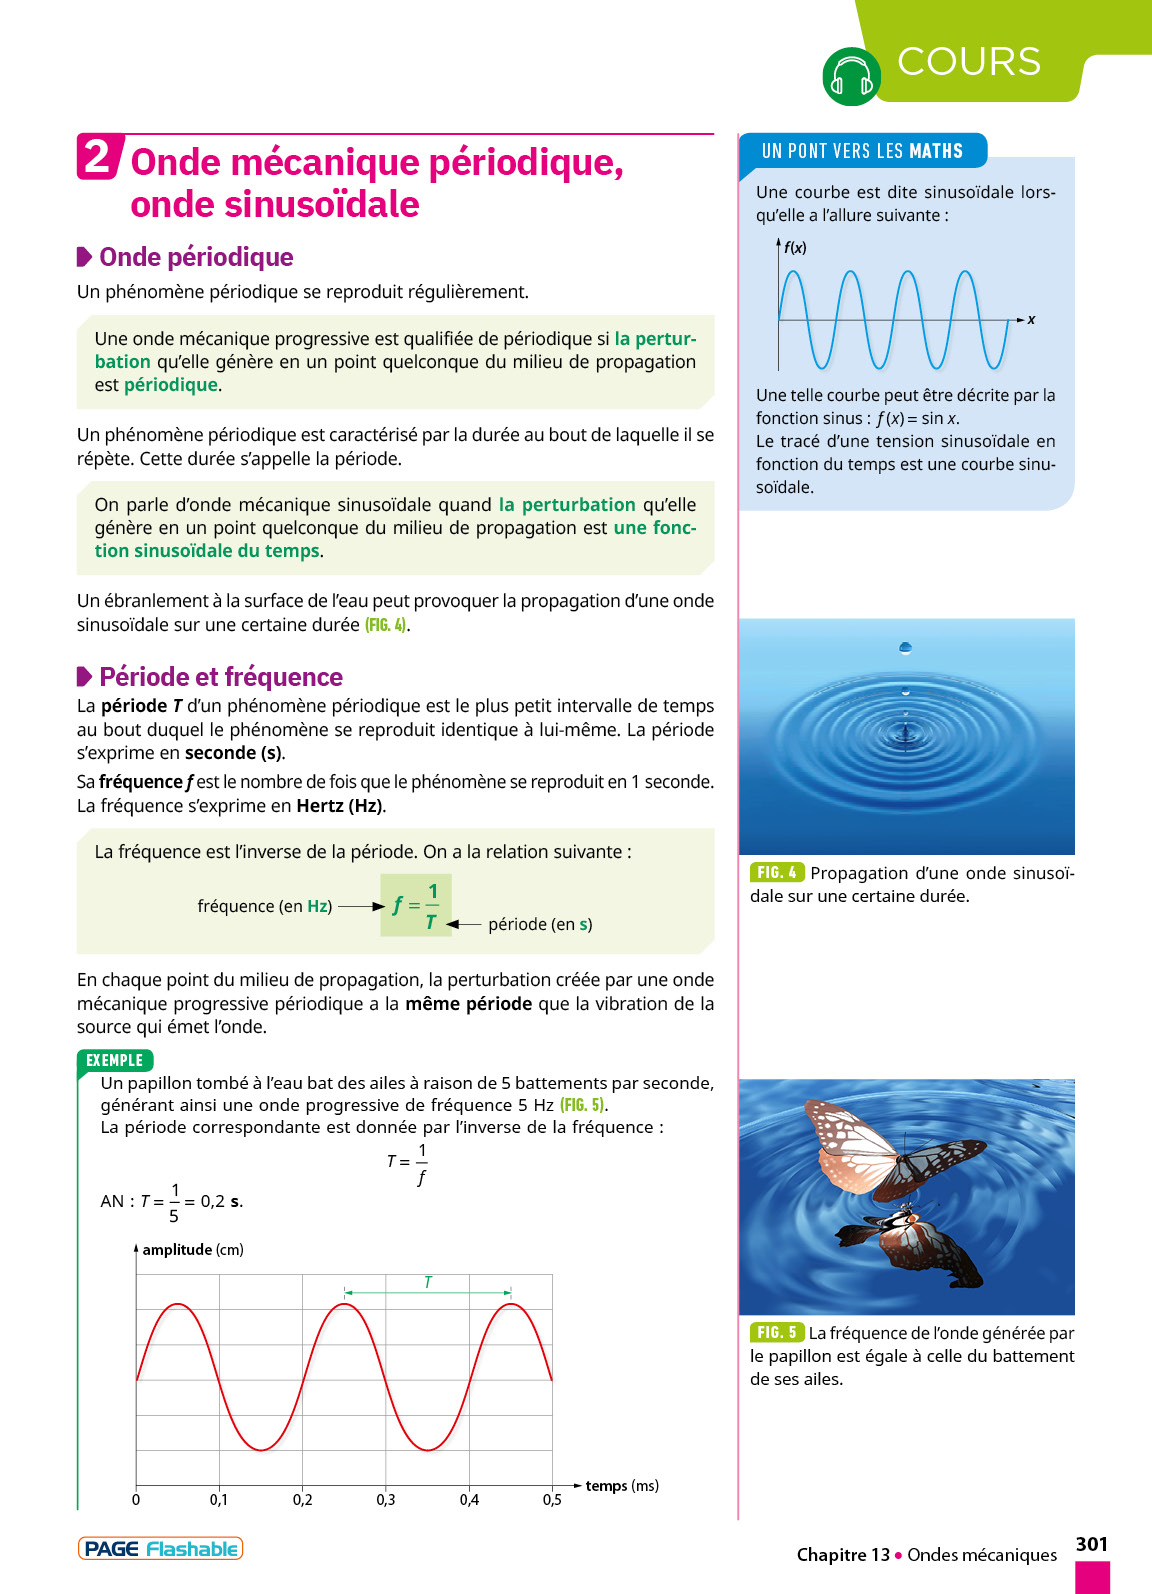 COURS
2 Onde mécanique périodique,
onde sinusoïdale
Onde périodique
Un phénomène périodique se reproduit régulièrement.
Une onde mécanique progressive est qualifiée de périodique si la pertur-
bation qu'elle génère en un point quelconque du milieu de propagation
est périodique.
Un phénomène périodique est caractérisé par la durée au bout de laquelle il se
répète. Cette durée s'appelle la période.
On parle d'onde mécanique sinusoïdale quand la perturbation qu'elle
génère en un point quelconque du milieu de propagation est une fonc-
tion sinusoïdale du temps.
Un ébranlement à la surface de l'eau peut provoquer la propagation d'une onde
sinusoïdale sur une certaine durée (FIG. 4).
Période et fréquence
La période T d'un phénomène périodique est le plus petit intervalle de temps
au bout duquel le phénomène se reproduit identique à lui-même. La période
s'exprime en seconde (s).
Sa fréquence f est le nombre de fois que le phénomène se reproduit en 1 seconde.
La fréquence s'exprime en Hertz (Hz).
La fréquence est l'inverse de la période. On a la relation suivante :
fréquence (en Hz) f = 1/T période (en s)
En chaque point du milieu de propagation, la perturbation créée par une onde
mécanique progressive périodique a la même période que la vibration de la
source qui émet l'onde.
EXEMPLE
Un papillon tombé à l'eau bat des ailes à raison de 5 battements par seconde,
générant ainsi une onde progressive de fréquence 5 Hz (FIG. 5).
La période correspondante est donnée par l'inverse de la fréquence :
T = 1/f
AN : T = 1/5 = 0,2 s.
amplitude (cm)
T
temps (ms)
0 0,1 0,2 0,3 0,4 0,5
UN PONT VERS LES MATHS
Une courbe est dite sinusoïdale lors-
qu'elle a l'allure suivante :
f(x)
x
Une telle courbe peut être décrite par la
fonction sinus : f(x) = sin x.
Le tracé d'une tension sinusoïdale en
fonction du temps est une courbe sinu-
soïdale.
FIG. 4 Propagation d'une onde sinusoï-
dale sur une certaine durée.
FIG. 5 La fréquence de l'onde générée par
le papillon est égale à celle du battement
de ses ailes.
PAGE Flashable
Chapitre 13 • Ondes mécaniques
301